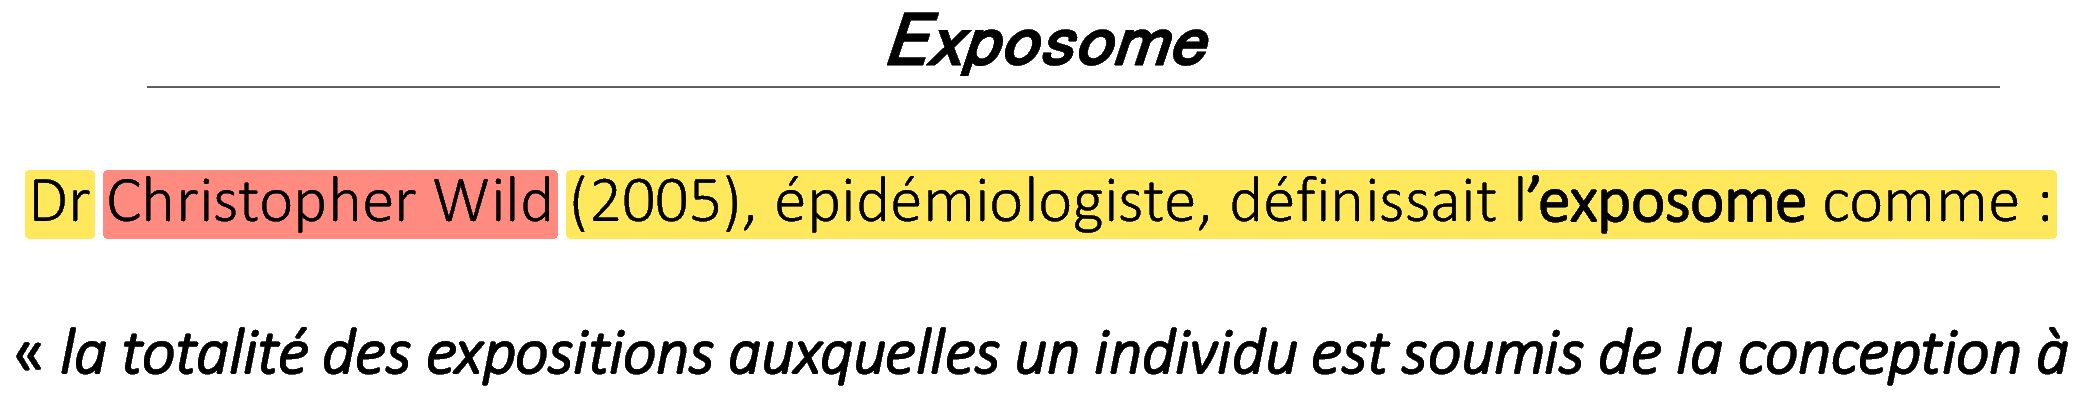 Exposome
Dr Christopher Wild (2005), épidémiologiste, définissait l’exposome comme :
« la totalité des expositions auxquelles un individu est soumis de la conception à